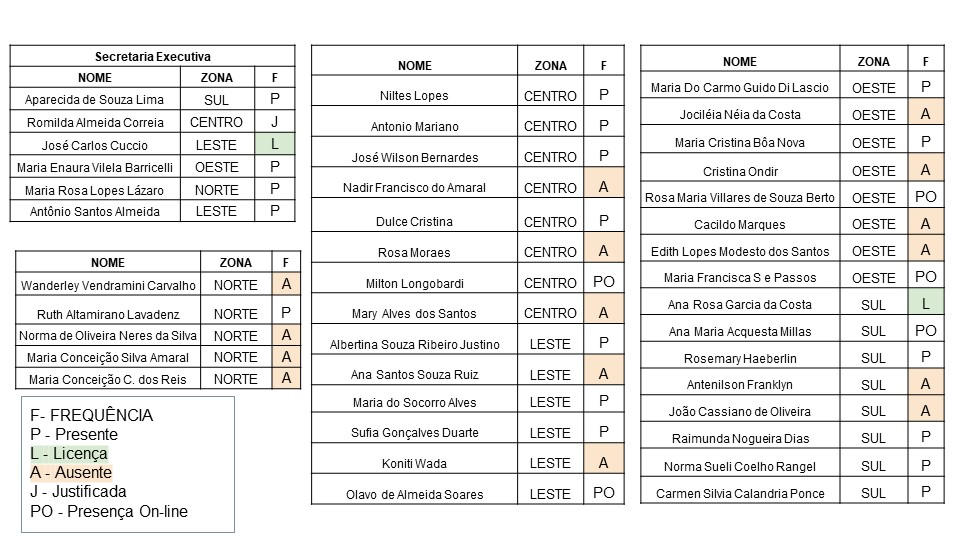 Secretaria Executiva
NOME ZONA F
Aparecida de Souza Lima SUL P
Romilda Almeida Correia CENTRO J
José Carlos Cuccio LESTE L
Maria Enaura Vilela Barricelli OESTE P
Maria Rosa Lopes Lázaro NORTE P
Antônio Santos Almeida LESTE P
NOME ZONA F
Wanderley Vendramini Carvalho NORTE A
Ruth Altamirano Lavadenz NORTE P
Norma de Oliveira Neres da Silva NORTE A
Maria Conceição Silva Amaral NORTE A
Maria Conceição C. dos Reis NORTE A
F- FREQUÊNCIA
P - Presente
L - Licença
A - Ausente
J - Justificada
PO - Presença On-line
NOME ZONA F
Niltes Lopes CENTRO P
Antonio Mariano CENTRO P
José Wilson Bernardes CENTRO P
Nadir Francisco do Amaral CENTRO A
Dulce Cristina CENTRO P
Rosa Moraes CENTRO A
Milton Longobardi CENTRO PO
Mary Alves dos Santos CENTRO A
Albertina Souza Ribeiro Justino LESTE P
Ana Santos Souza Ruiz LESTE A
Maria do Socorro Alves LESTE P
Sufia Gonçalves Duarte LESTE P
Koniti Wada LESTE A
Olavo de Almeida Soares LESTE PO
NOME ZONA F
Maria Do Carmo Guido Di Lascio OESTE P
Jociléia Néia da Costa OESTE A
Maria Cristina Bôa Nova OESTE P
Cristina Ondir OESTE A
Rosa Maria Villares de Souza Berto OESTE PO
Cacildo Marques OESTE A
Edith Lopes Modesto dos Santos OESTE A
Maria Francisca S e Passos OESTE PO
Ana Rosa Garcia da Costa SUL L
Ana Maria Acquesta Millas SUL PO
Rosemary Haeberlin SUL P
Antenilson Franklyn SUL A
João Cassiano de Oliveira SUL A
Raimunda Nogueira Dias SUL P
Norma Sueli Coelho Rangel SUL P
Carmen Silvia Calandria Ponce SUL P